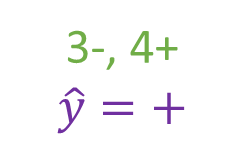 3-, 4+
ŷ = +